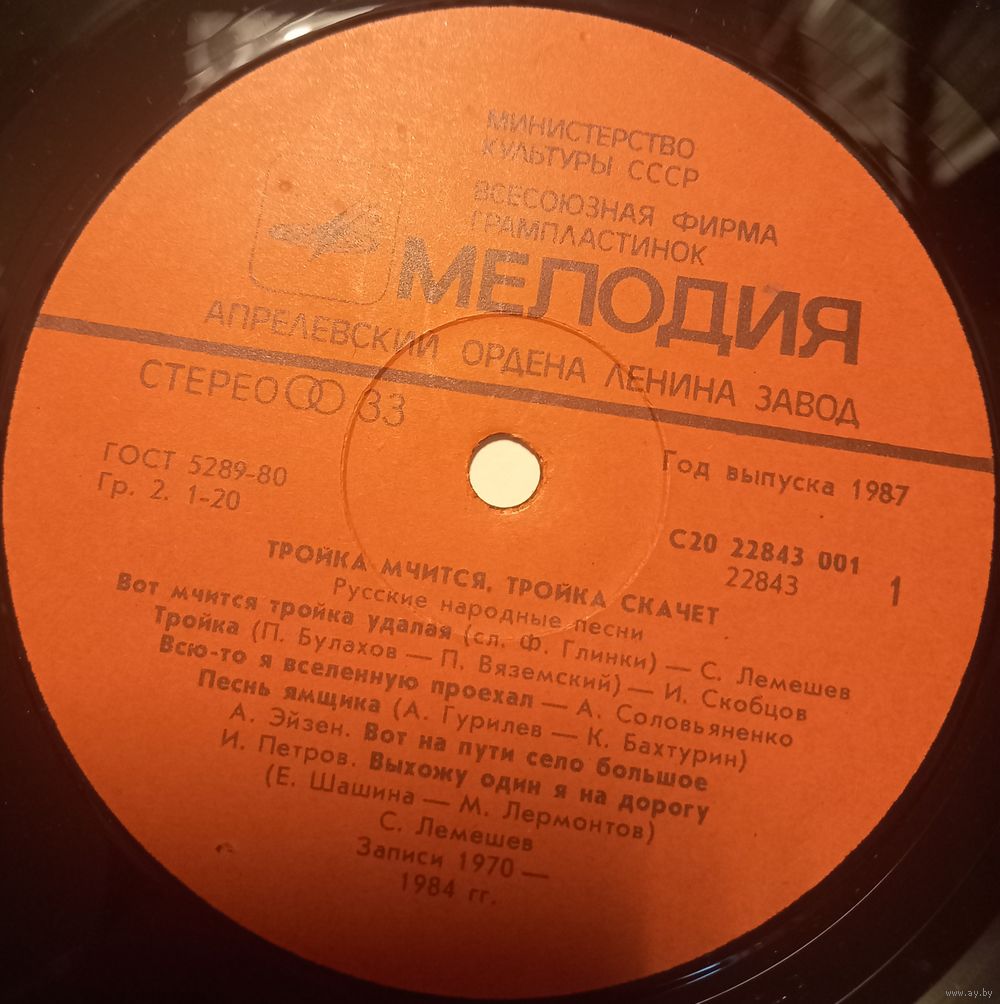 МИНИСТЕРСТВО
КУЛЬТУРЫ СССР
ВСЕСОЮЗНАЯ ФИРМА
ГРАМПЛАСТИНОК
МЕЛОДИЯ
АПРЕЛЕВСКИЙ ОРДЕНА ЛЕНИНА ЗАВОД
СТЕРЕО 33
ГОСТ 5289-80
Гр. 2. 1-20
Год выпуска 1987
С20 22843 001
22843
1
ТРОЙКА МЧИТСЯ, ТРОЙКА СКАЧЕТ
Русские народные песни
Вот мчится тройка удалая (сл. Ф. Глинки) — С. Лемешев
Тройка (П. Булахов — П. Вяземский) — И. Скобцов
Всю-то я вселенную проехал — А. Соловьяненко
Песнь ямщика (А. Гурилев — К. Бахтурин)
А. Эйзен. Вот на пути село большое
И. Петров. Выхожу один я на дорогу
(Е. Шашина — М. Лермонтов)
С. Лемешев
Записи 1970 —
1984 гг.
www.ay.by